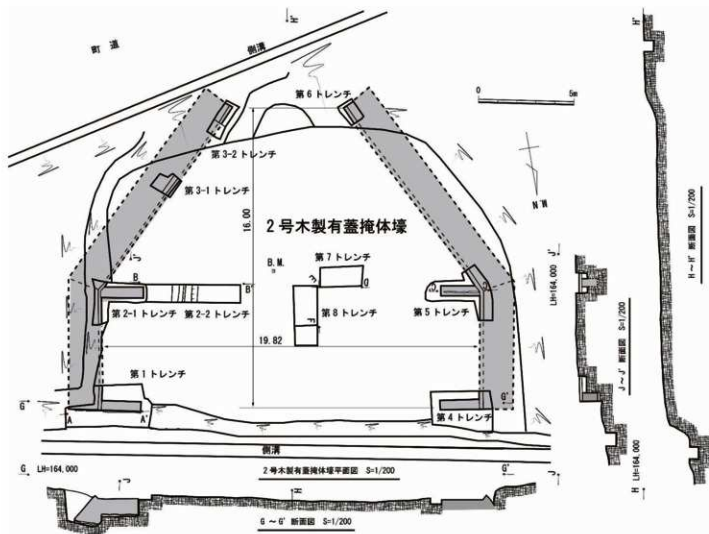 町道
側溝
第6トレンチ
0 5m
第3-2トレンチ
第3-1トレンチ
16.00
2号木製有蓋掩体壕
B.M.
第7トレンチ
B
B'
第2-1トレンチ
第2-2トレンチ
第8トレンチ
F
第5トレンチ
19.82
第1トレンチ
第4トレンチ
G'
G'
A
A'
側溝
G LH=164,000
2号木製有蓋掩体壕平面図 S=1/200
G'
H
G～G'断面図 S=1/200
J'
LH=164,000
J～J'断面図 S=1/200
J
H'
H'
H～H'断面図 S=1/200
H LH=164,000